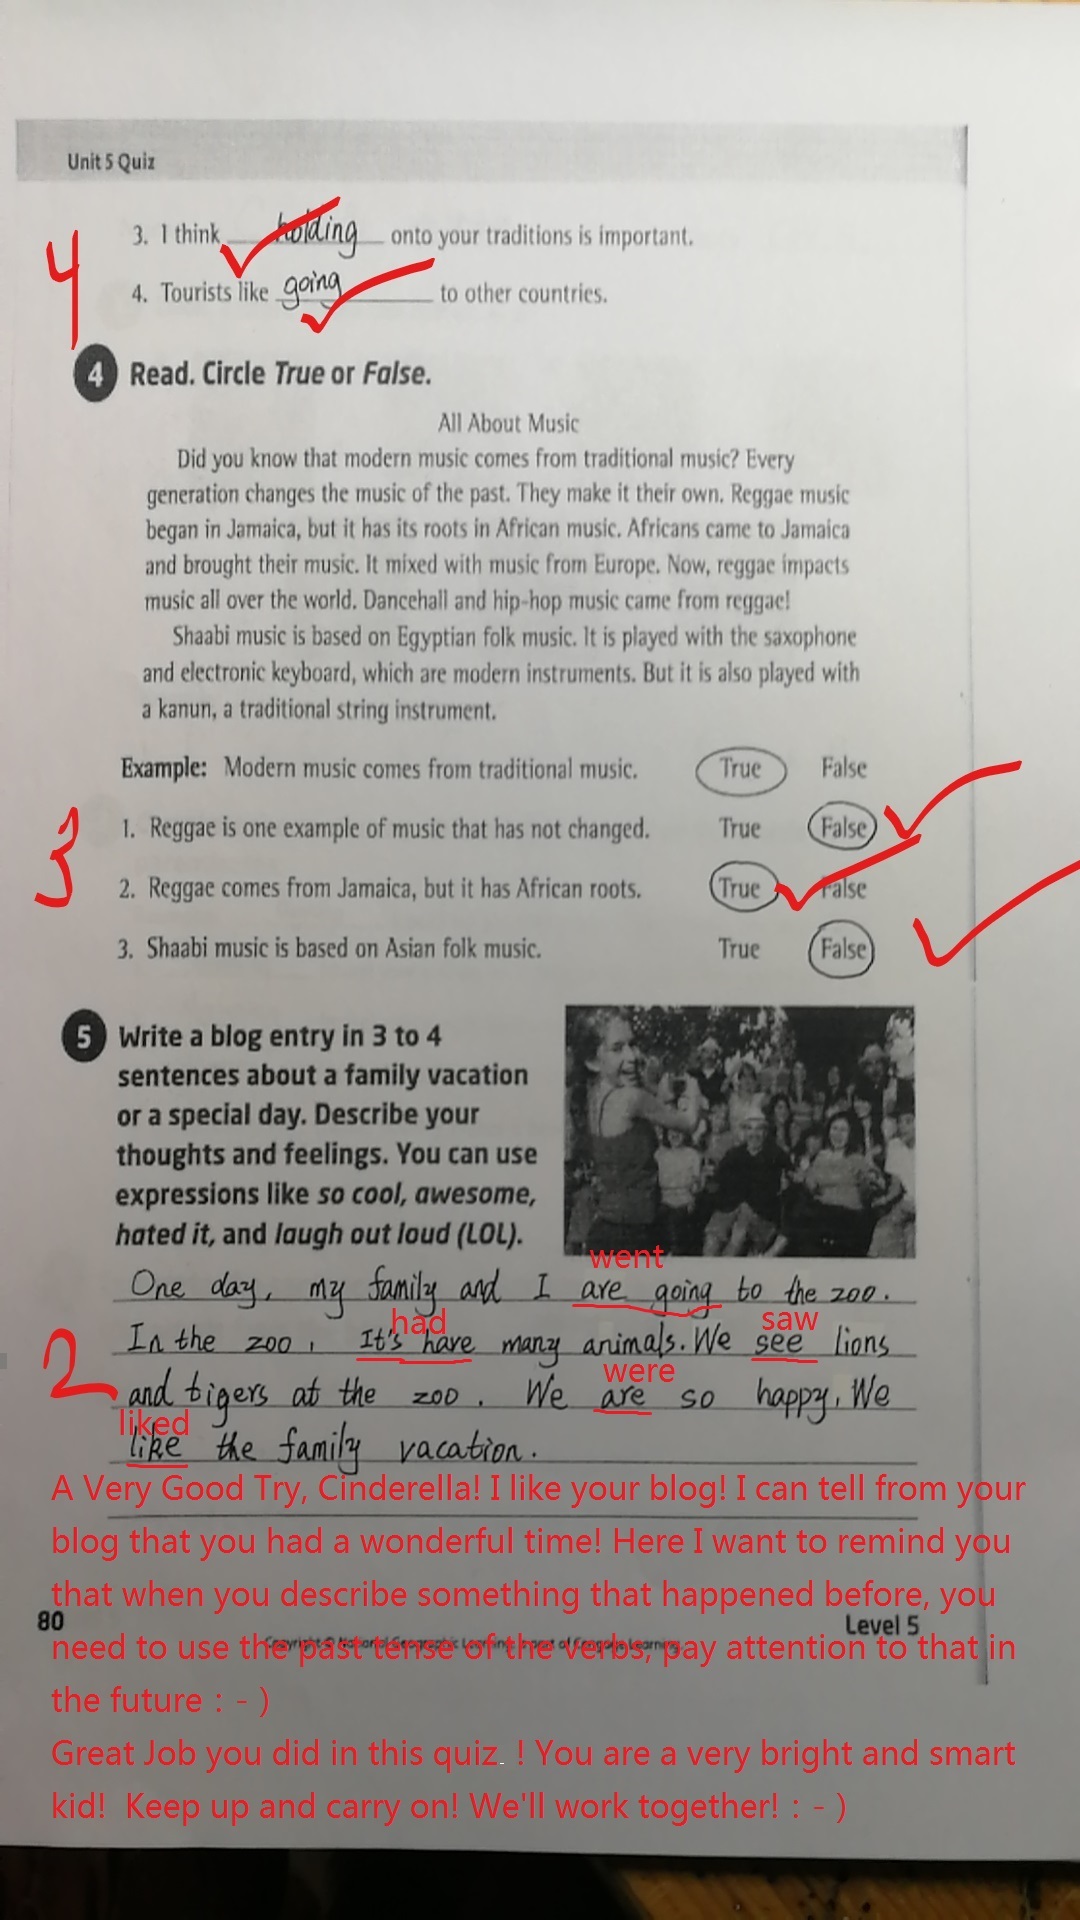 Unit 5 Quiz
3. I think holding onto your traditions is important.
4
4. Tourists like going to other countries.
4 Read. Circle True or False.
All About Music
Did you know that modern music comes from traditional music? Every
generation changes the music of the past. They make it their own. Reggae music
began in Jamaica, but it has its roots in African music. Africans came to Jamaica
and brought their music. It mixed with music from Europe. Now, reggae impacts
music all over the world. Dancehall and hip-hop music came from reggae!
Shaabi music is based on Egyptian folk music. It is played with the saxophone
and electronic keyboard, which are modern instruments. But it is also played with
a kanun, a traditional string instrument.
Example: Modern music comes from traditional music. True False
1. Reggae is one example of music that has not changed. True False
3
2. Reggae comes from Jamaica, but it has African roots. True False
3. Shaabi music is based on Asian folk music. True False
5 Write a blog entry in 3 to 4
sentences about a family vacation
or a special day. Describe your
thoughts and feelings. You can use
expressions like so cool, awesome,
hated it, and laugh out loud (LOL).
went
One day, my family and I are going to the zoo.
had saw
In the zoo, It's have many animals. We see lions
were
2
and tigers at the zoo. We are so happy. We
liked
like the family vacation.
A Very Good Try, Cinderella! I like your blog! I can tell from your
blog that you had a wonderful time! Here I want to remind you
that when you describe something that happened before, you
80 Level 5
need to use the past tense of the verbs, pay attention to that in
Copyright © National Geographic Learning, a part of Cengage Learning.
the future : - )
Great Job you did in this quiz. ! You are a very bright and smart
kid! Keep up and carry on! We'll work together! : - )